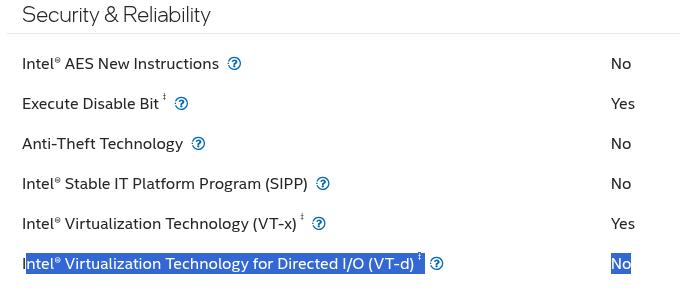 Security & Reliability
Intel® AES New Instructions ? No
Execute Disable Bit ‡ ? Yes
Anti-Theft Technology ? No
Intel® Stable IT Platform Program (SIPP) ? No
Intel® Virtualization Technology (VT-x) ‡ ? Yes
Intel® Virtualization Technology for Directed I/O (VT-d) ‡ ? No